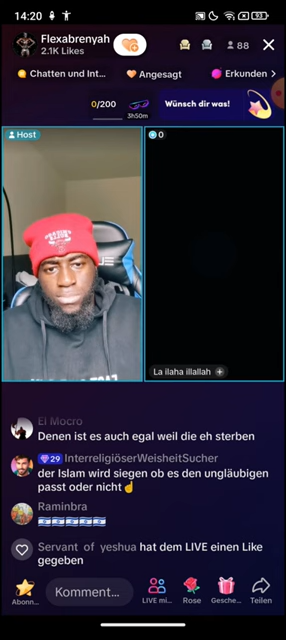 14:20
93
Flexabrenyah
2.1K Likes
88
Chatten und Int...
Angesagt
Erkunden >
0/200
3h50m
Wünsch dir was!
Host
0
La ilaha illallah +
El Mocro
Denen ist es auch egal weil die eh sterben
29 InterreligiöserWeisheitSucher
der Islam wird siegen ob es den ungläubigen
passt oder nicht☝️
Raminbra
🇮🇱🇮🇱🇮🇱🇮🇱🇮🇱
Servant of yeshua hat dem LIVE einen Like
gegeben
Abonn...
Komment...
LIVE mi...
Rose
Gesche...
Teilen